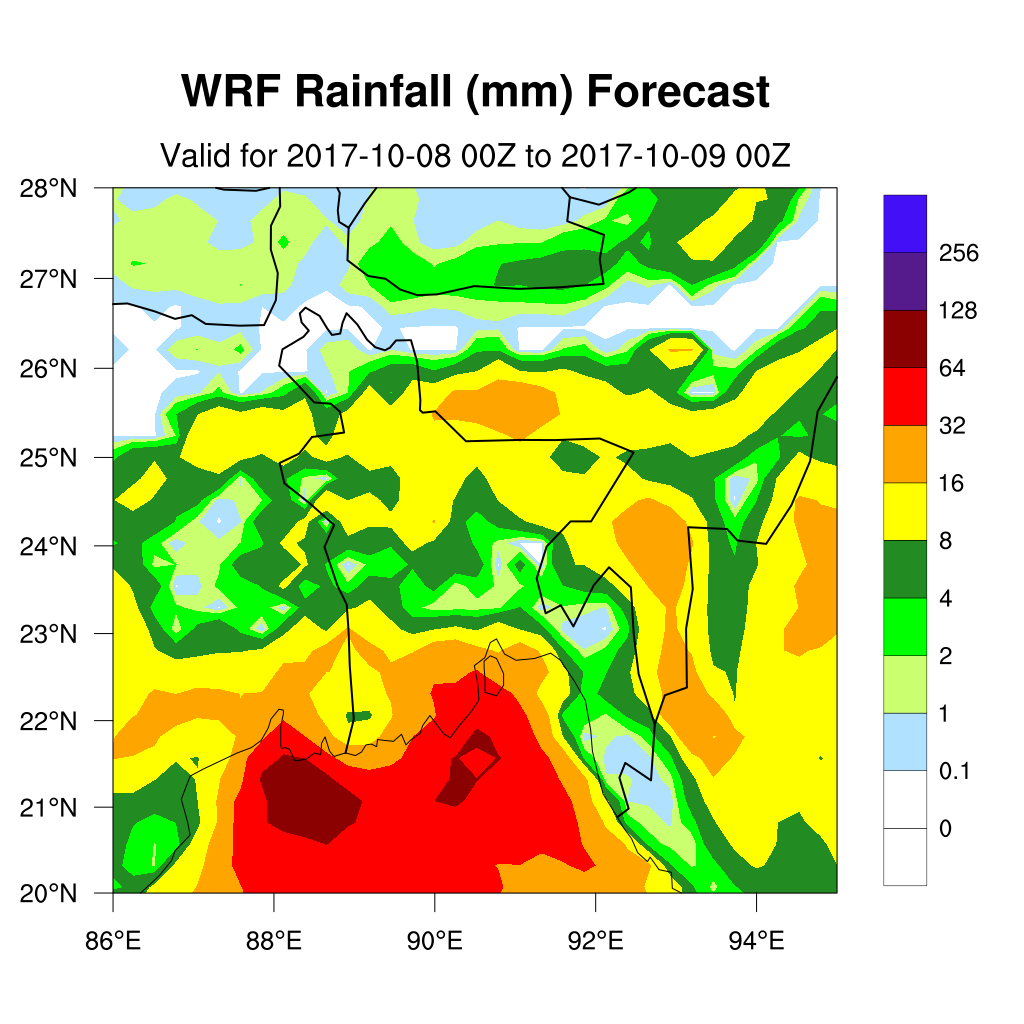 WRF Rainfall (mm) Forecast
Valid for 2017-10-08 00Z to 2017-10-09 00Z
28°N
27°N
26°N
25°N
24°N
23°N
22°N
21°N
20°N
86°E 88°E 90°E 92°E 94°E
256
128
64
32
16
8
4
2
1
0.1
0